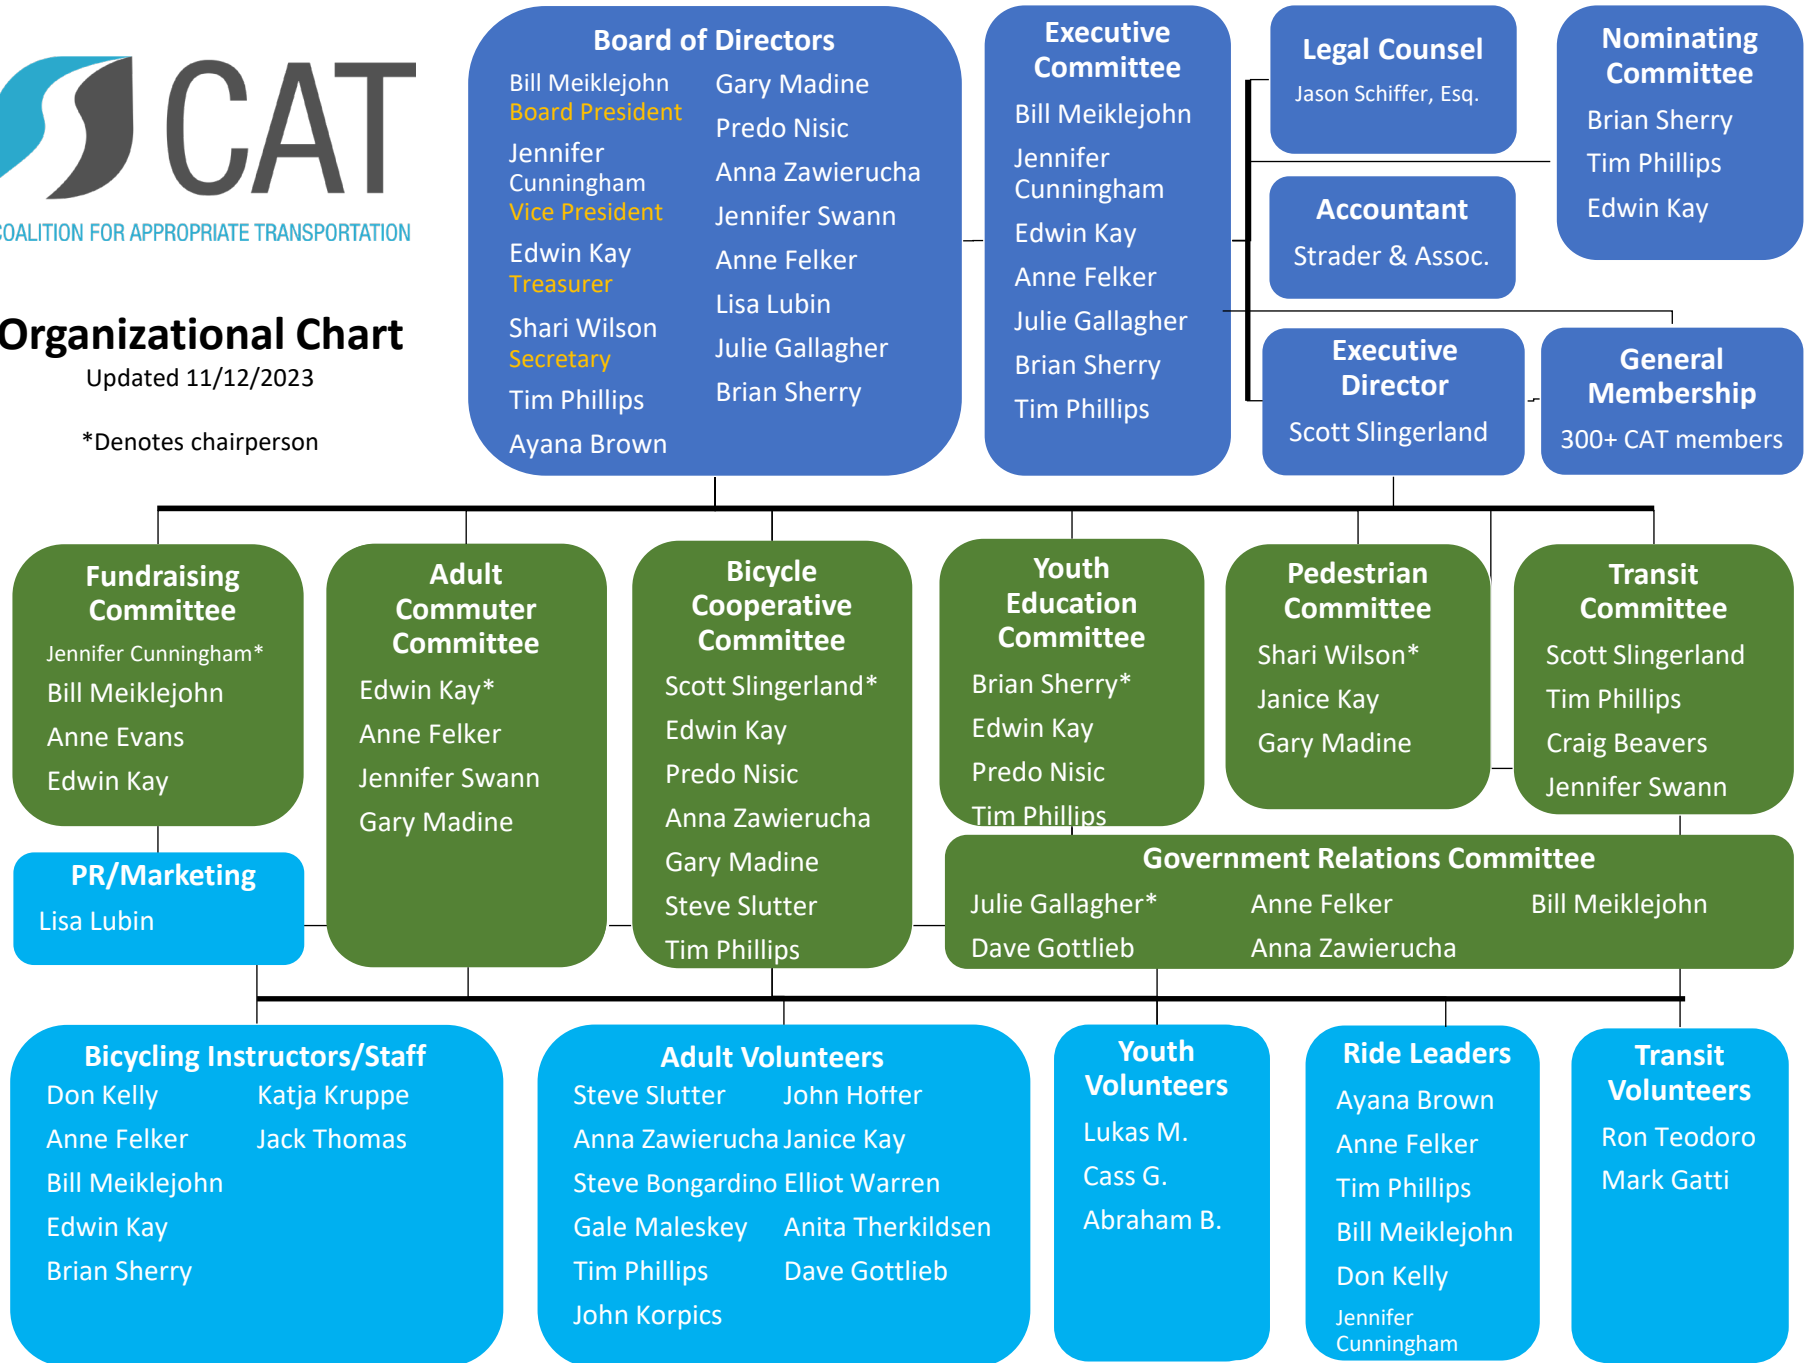 CAT
COALITION FOR APPROPRIATE TRANSPORTATION
Organizational Chart
Updated 11/12/2023
*Denotes chairperson
Board of Directors
Bill Meiklejohn
Board President
Jennifer
Cunningham
Vice President
Edwin Kay
Treasurer
Shari Wilson
Secretary
Tim Phillips
Ayana Brown
Gary Madine
Predo Nisic
Anna Zawierucha
Jennifer Swann
Anne Felker
Lisa Lubin
Julie Gallagher
Brian Sherry
Executive
Committee
Bill Meiklejohn
Jennifer
Cunningham
Edwin Kay
Anne Felker
Julie Gallagher
Brian Sherry
Tim Phillips
Legal Counsel
Jason Schiffer, Esq.
Accountant
Strader & Assoc.
Nominating
Committee
Brian Sherry
Tim Phillips
Edwin Kay
Executive
Director
Scott Slingerland
General
Membership
300+ CAT members
Fundraising
Committee
Jennifer Cunningham*
Bill Meiklejohn
Anne Evans
Edwin Kay
Adult
Commuter
Committee
Edwin Kay*
Anne Felker
Jennifer Swann
Gary Madine
Bicycle
Cooperative
Committee
Scott Slingerland*
Edwin Kay
Predo Nisic
Anna Zawierucha
Gary Madine
Steve Slutter
Tim Phillips
Youth
Education
Committee
Brian Sherry*
Edwin Kay
Predo Nisic
Tim Phillips
Pedestrian
Committee
Shari Wilson*
Janice Kay
Gary Madine
Transit
Committee
Scott Slingerland
Tim Phillips
Craig Beavers
Jennifer Swann
PR/Marketing
Lisa Lubin
Government Relations Committee
Julie Gallagher*
Dave Gottlieb
Anne Felker
Anna Zawierucha
Bill Meiklejohn
Bicycling Instructors/Staff
Don Kelly
Anne Felker
Bill Meiklejohn
Edwin Kay
Brian Sherry
Katja Kruppe
Jack Thomas
Adult Volunteers
Steve Slutter
Anna Zawierucha
Steve Bongardino
Gale Maleskey
Tim Phillips
John Korpics
John Hoffer
Janice Kay
Elliot Warren
Anita Therkildsen
Dave Gottlieb
Youth
Volunteers
Lukas M.
Cass G.
Abraham B.
Ride Leaders
Ayana Brown
Anne Felker
Tim Phillips
Bill Meiklejohn
Don Kelly
Jennifer
Cunningham
Transit
Volunteers
Ron Teodoro
Mark Gatti